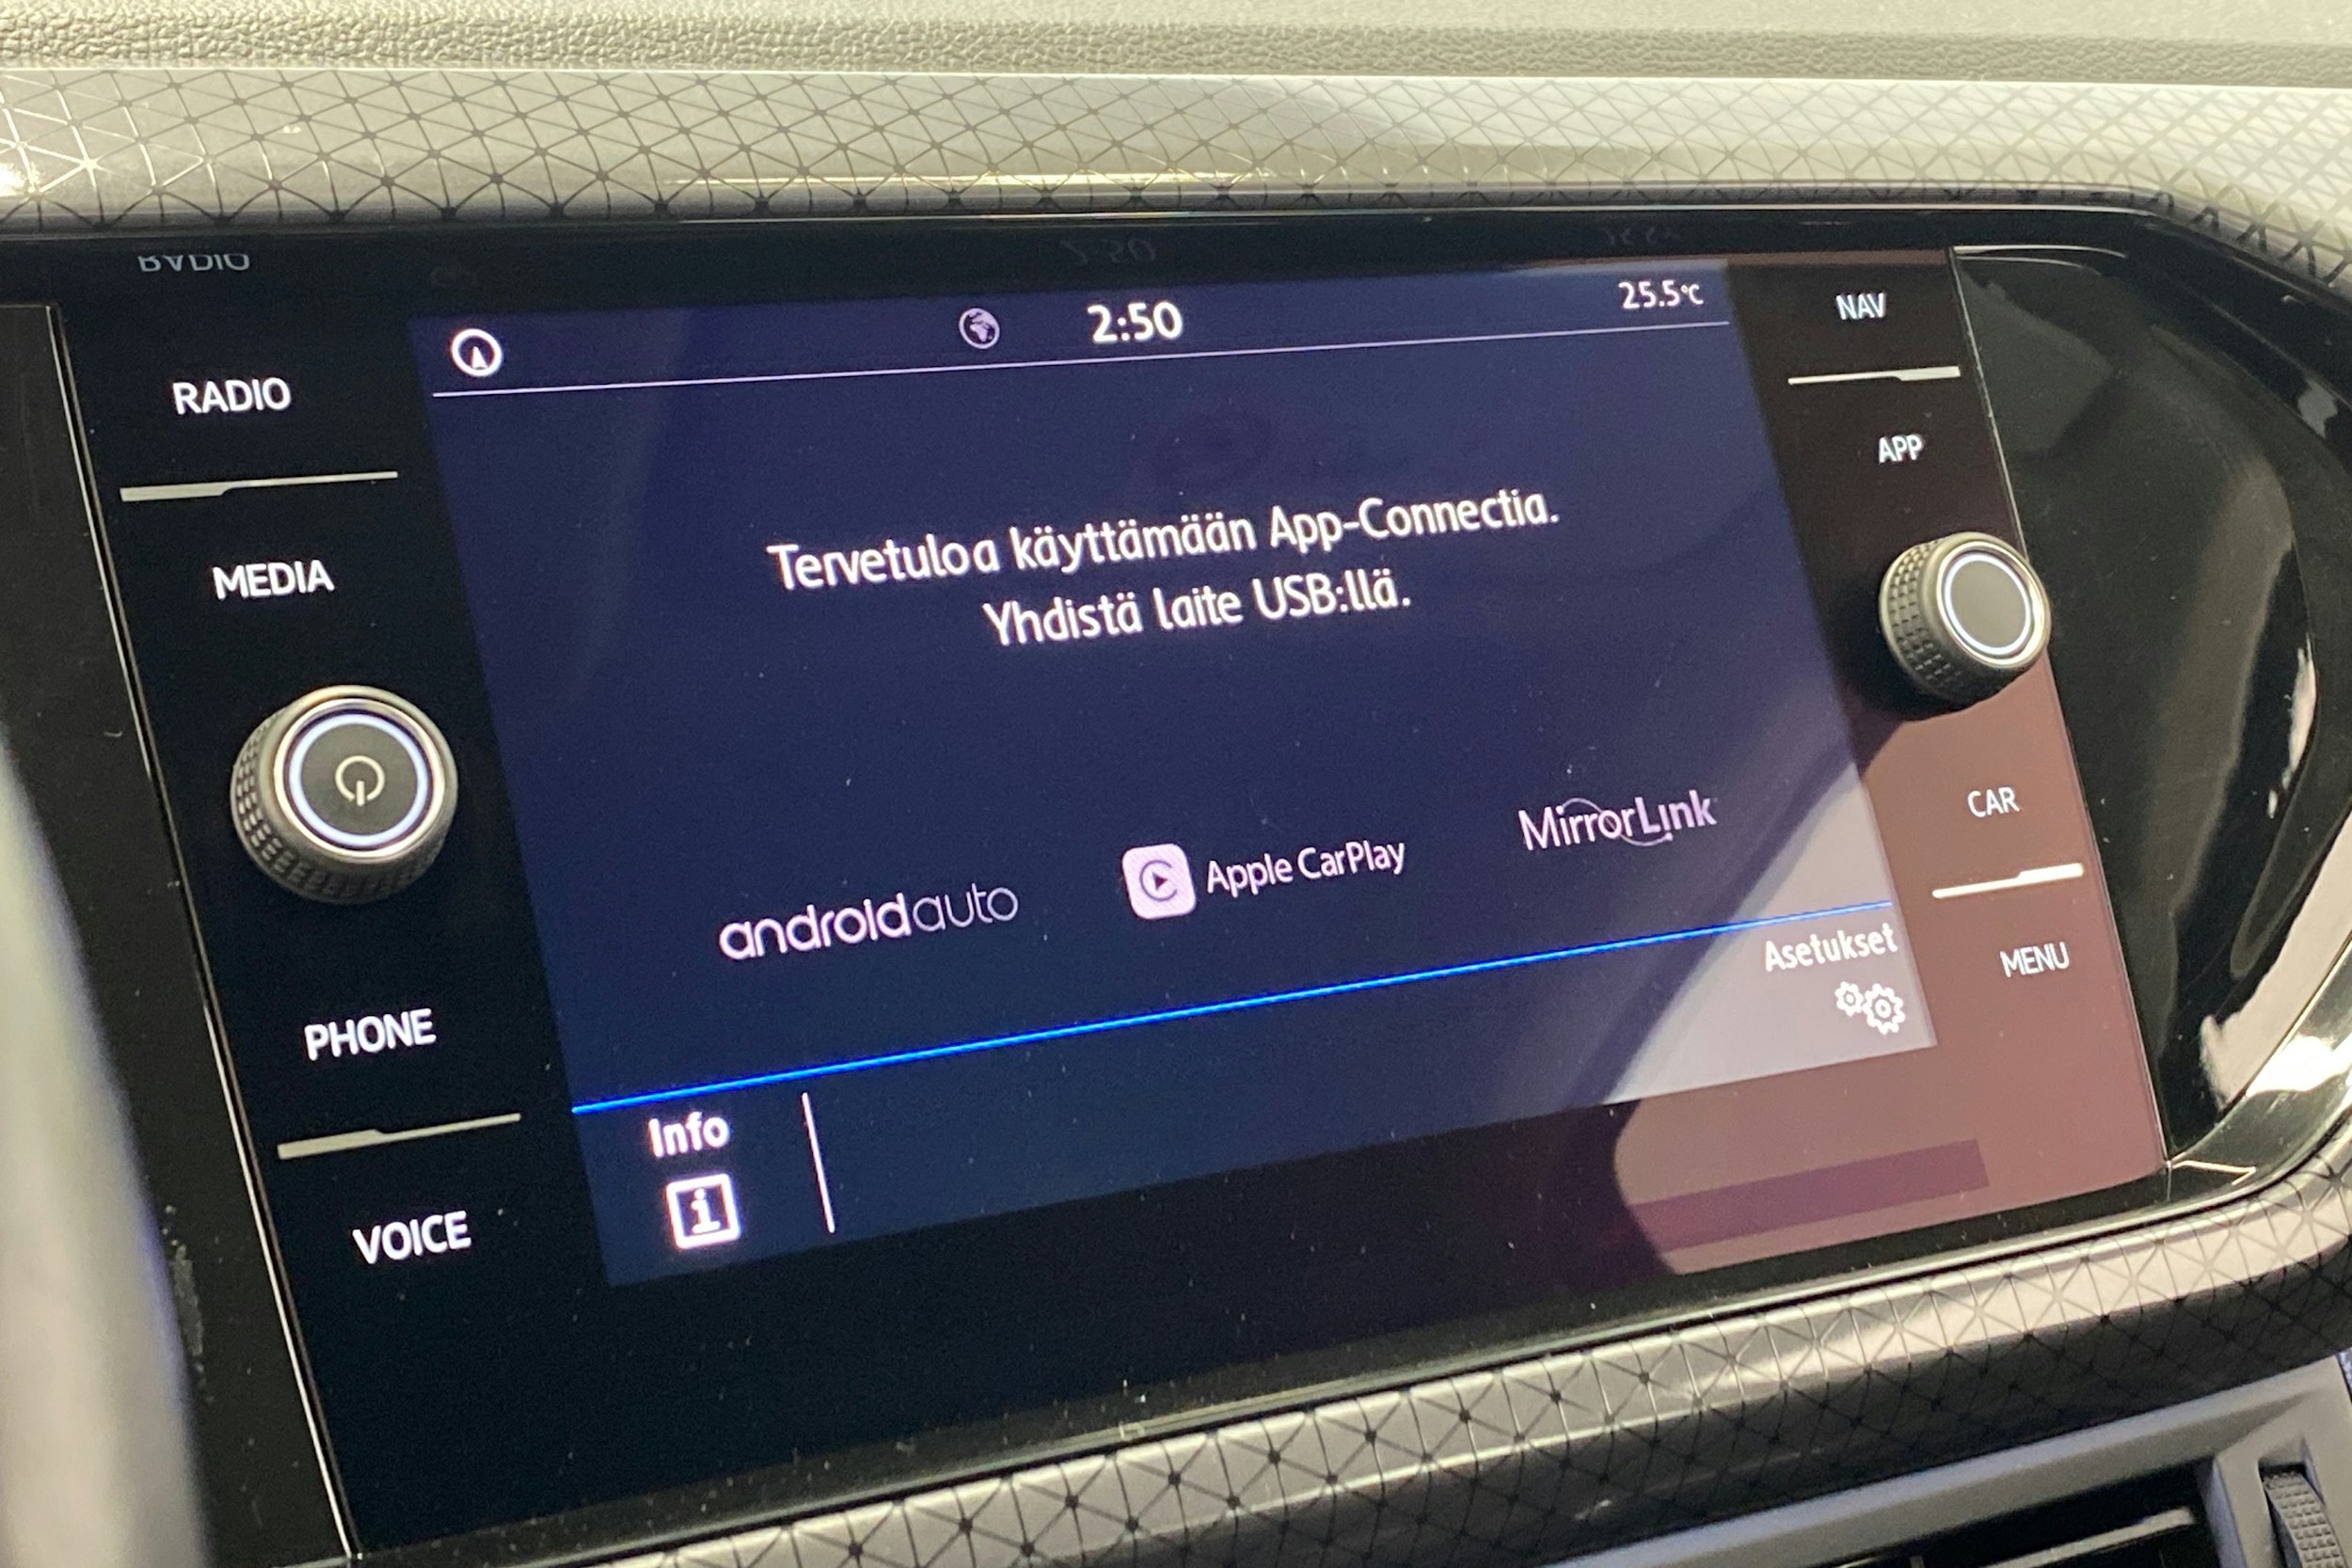 RADIO
MEDIA
PHONE
VOICE
2:50
25.5°C
Tervetuloa käyttämään App-Connectia.
Yhdistä laite USB:llä.
androidauto
Apple CarPlay
MirrorLink
Info
i
Asetukset
NAV
APP
CAR
MENU